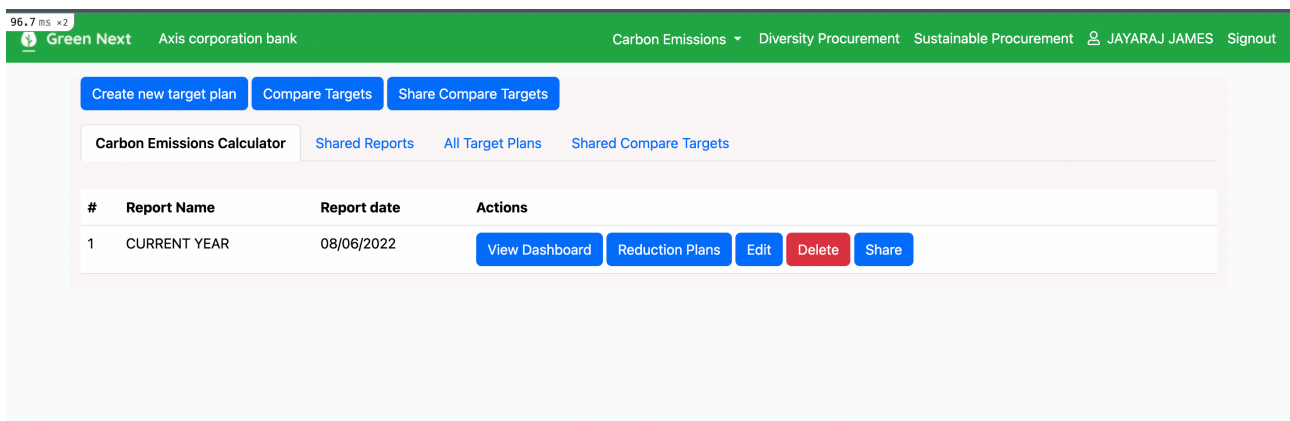 96.7 ms ×2
Green Next Axis corporation bank Carbon Emissions Diversity Procurement Sustainable Procurement JAYARAJ JAMES Signout
Create new target plan Compare Targets Share Compare Targets
Carbon Emissions Calculator Shared Reports All Target Plans Shared Compare Targets
# Report Name Report date Actions
1 CURRENT YEAR 08/06/2022 View Dashboard Reduction Plans Edit Delete Share